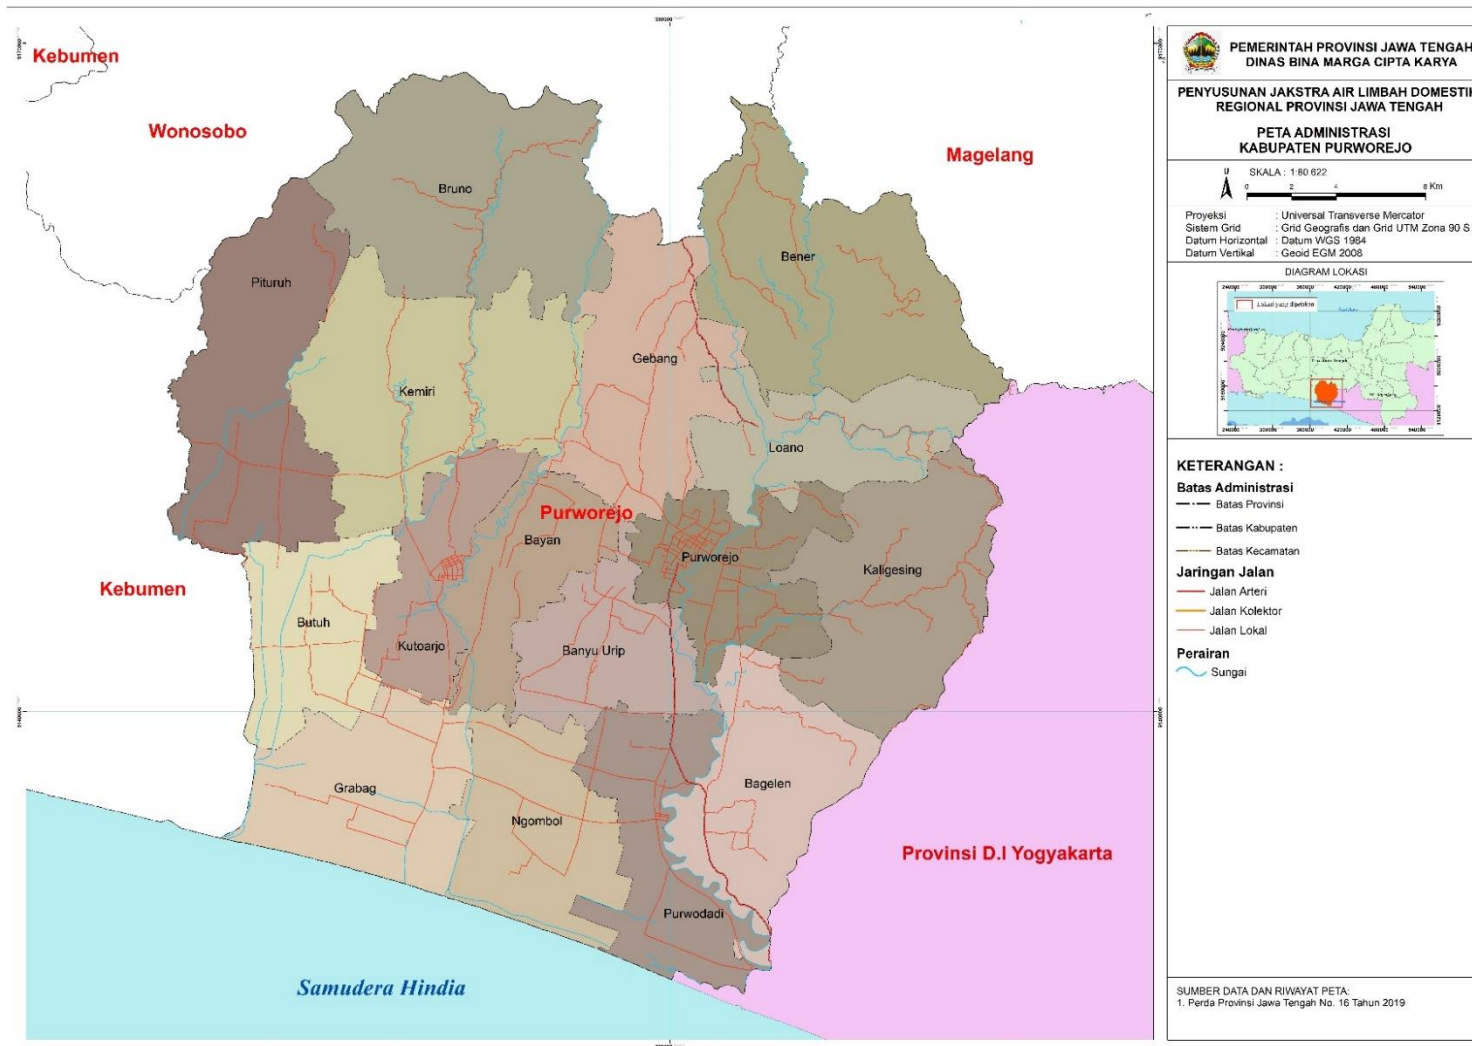 Kebumen
Wonosobo
Magelang
Bruno
Bener
Pituruh
Gebang
Kemiri
Loano
Purworejo
Bayan
Purworejo
Kaligesing
Kebumen
Butuh
Kutoarjo
Banyu Urip
Grabag
Bagelen
Ngombol
Provinsi D.I Yogyakarta
Purwodadi
Samudera Hindia
PEMERINTAH PROVINSI JAWA TENGAH
DINAS BINA MARGA CIPTA KARYA
PENYUSUNAN JAKSTRA AIR LIMBAH DOMESTIK
REGIONAL PROVINSI JAWA TENGAH
PETA ADMINISTRASI
KABUPATEN PURWOREJO
U
SKALA : 1:80 622
0 2 4 8 Km
Proyeksi : Universal Transverse Mercator
Sistem Grid : Grid Geografis dan Grid UTM Zona 90 S
Datum Horizontal : Datum WGS 1984
Datum Vertikal : Geoid EGM 2008
DIAGRAM LOKASI
KETERANGAN :
Batas Administrasi
Batas Provinsi
Batas Kabupaten
Batas Kecamatan
Jaringan Jalan
Jalan Arteri
Jalan Kolektor
Jalan Lokal
Perairan
Sungai
SUMBER DATA DAN RIWAYAT PETA:
1. Perda Provinsi Jawa Tengah No. 16 Tahun 2019